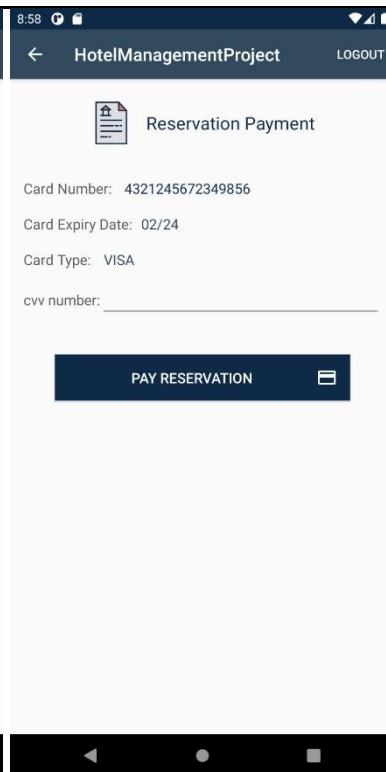 8:58
HotelManagementProject LOGOUT
Reservation Payment
Card Number: 4321245672349856
Card Expiry Date: 02/24
Card Type: VISA
cvv number:
PAY RESERVATION